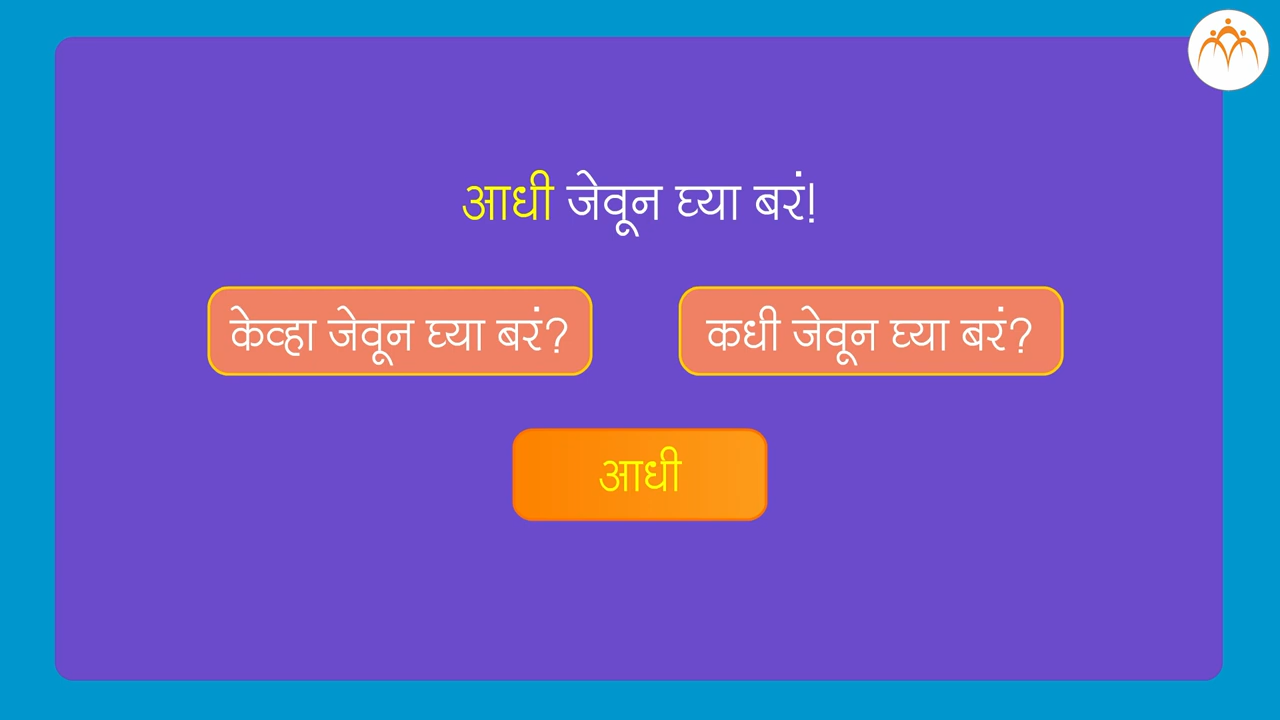 आधी जेवून घ्या बरं!
केव्हा जेवून घ्या बरं?
कधी जेवून घ्या बरं?
आधी